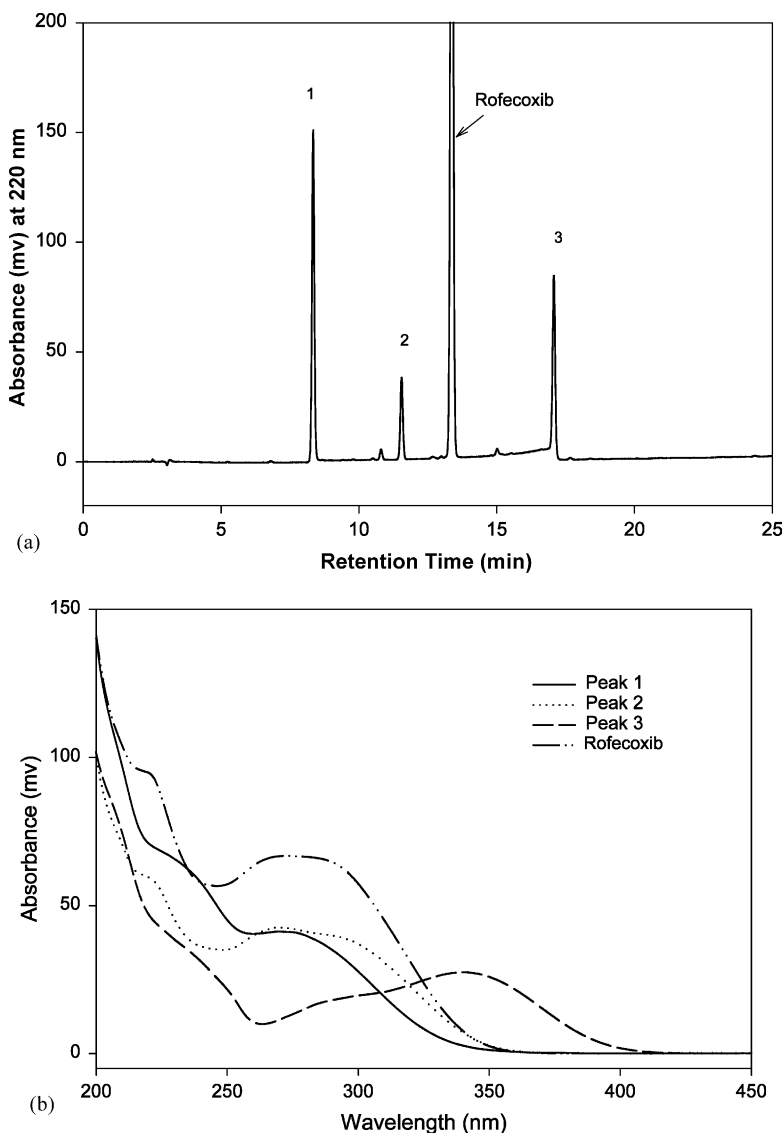 200
150
100
50
0
Absorbance (mv) at 220 nm
1
2
Rofecoxib
3
0 5 10 15 20 25
Retention Time (min)
(a)
150
100
50
0
Absorbance (mv)
Peak 1
Peak 2
Peak 3
Rofecoxib
200 250 300 350 400 450
Wavelength (nm)
(b)